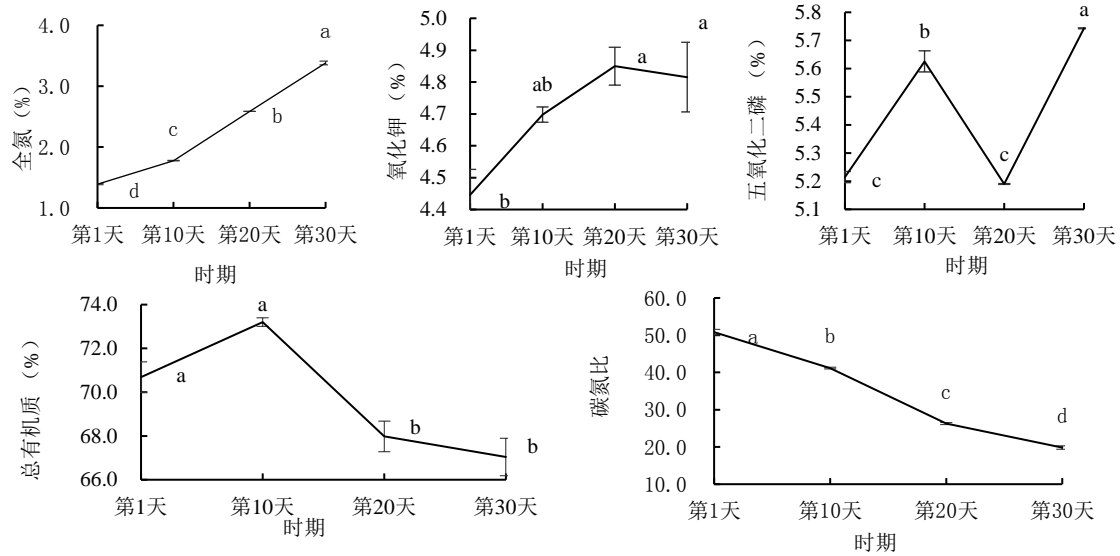 全氮(%)
4.0
3.0
2.0
1.0
a
b
c
d
第1天 第10天 第20天 第30天
时期
氧化钾 (%)
5.0
4.9
4.8
4.7
4.6
4.5
4.4
a
a
ab
b
第1天 第10天 第20天 第30天
时期
五氧化二磷 (%)
5.8
5.7
5.6
5.5
5.4
5.3
5.2
5.1
a
b
c
c
第1天 第10天 第20天 第30天
时期
总有机质 (%)
74.0
72.0
70.0
68.0
66.0
a
a
b
b
第1天 第10天 第20天 第30天
时期
碳氮比
60.0
50.0
40.0
30.0
20.0
10.0
a
b
c
d
第1天 第10天 第20天 第30天
时期